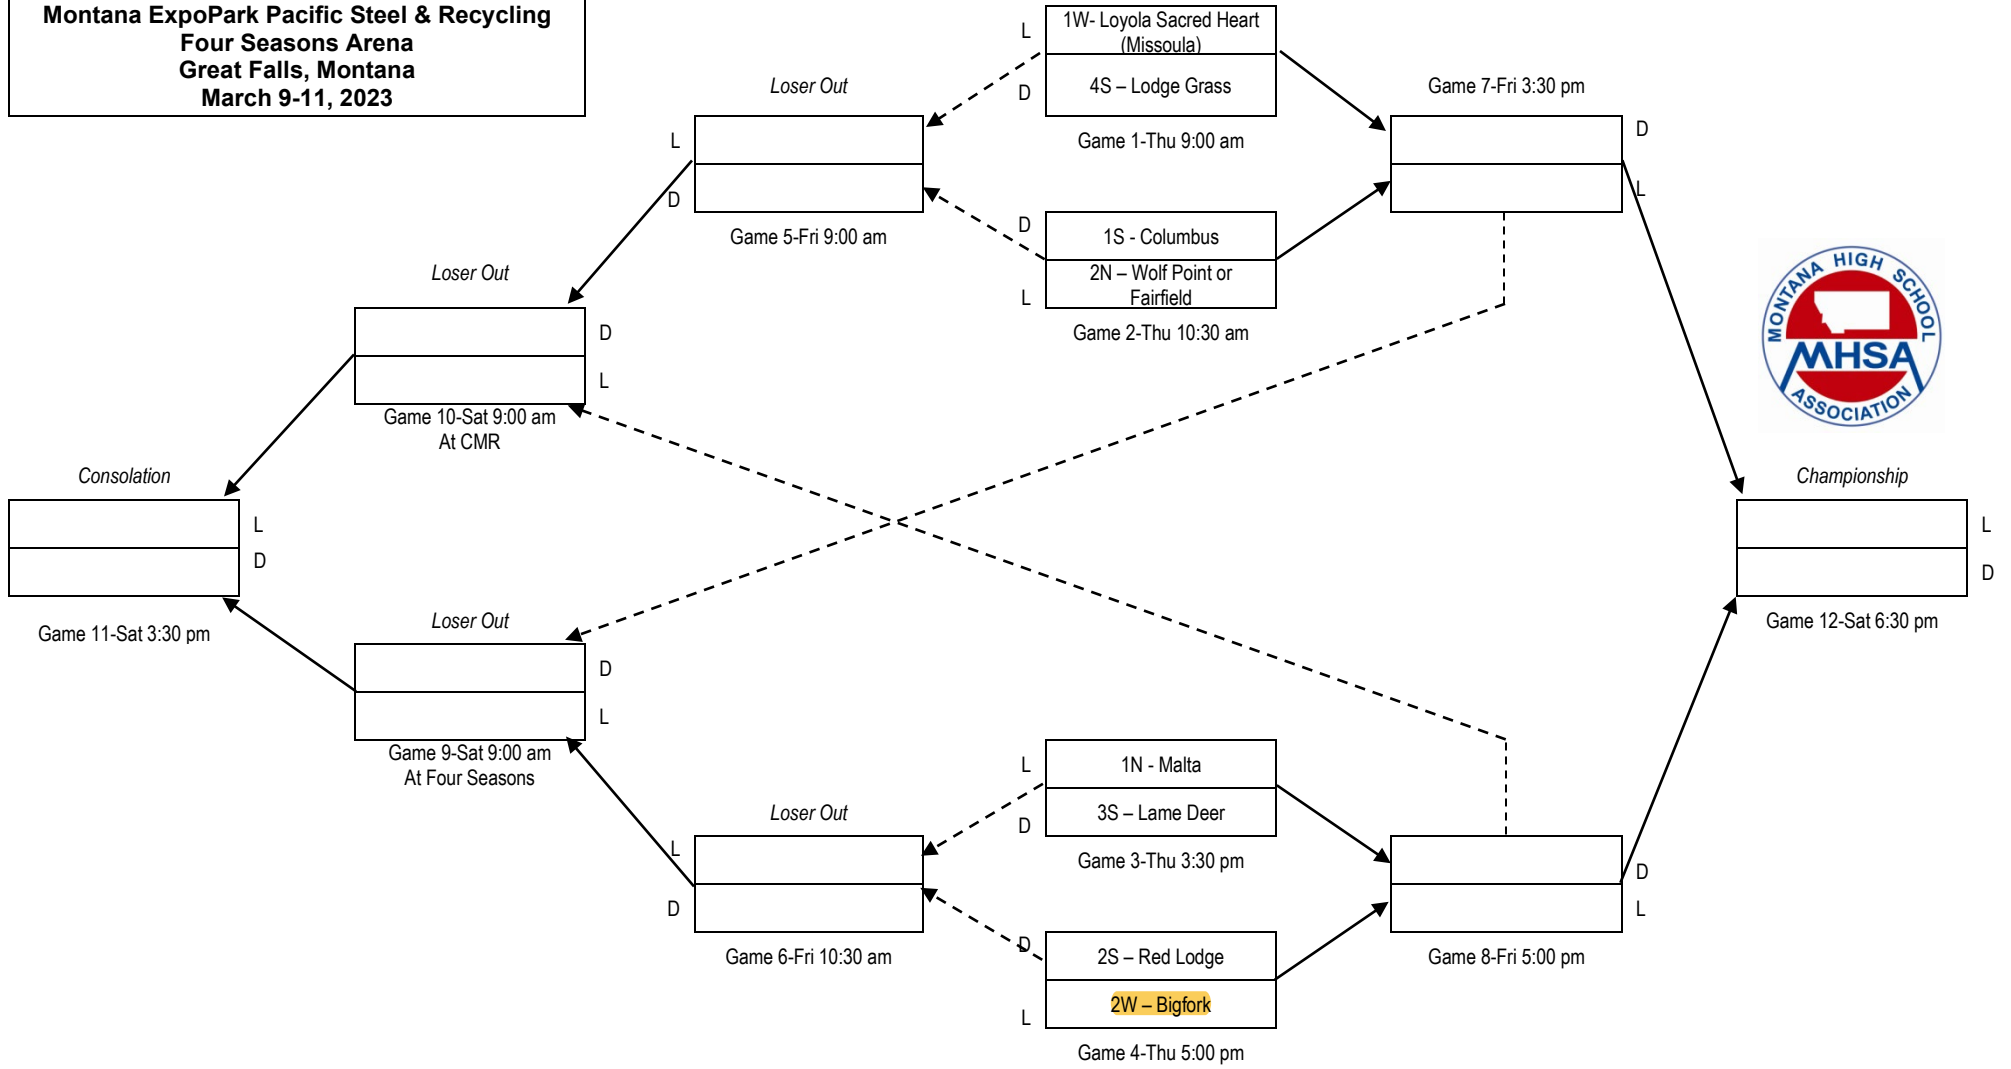 Montana ExpoPark Pacific Steel & Recycling
Four Seasons Arena
Great Falls, Montana
March 9-11, 2023
L
1W- Loyola Sacred Heart
(Missoula)
D
4S – Lodge Grass
Game 1-Thu 9:00 am
Loser Out
L
D
Game 5-Fri 9:00 am
D
1S - Columbus
L
2N – Wolf Point or
Fairfield
Game 2-Thu 10:30 am
Game 7-Fri 3:30 pm
D
L
Loser Out
D
L
Game 10-Sat 9:00 am
At CMR
MONTANA HIGH SCHOOL
MHSA
ASSOCIATION
Consolation
L
D
Game 11-Sat 3:30 pm
Championship
L
D
Game 12-Sat 6:30 pm
Loser Out
D
L
Game 9-Sat 9:00 am
At Four Seasons
Loser Out
L
D
Game 6-Fri 10:30 am
L
1N - Malta
D
3S – Lame Deer
Game 3-Thu 3:30 pm
D
2S – Red Lodge
L
2W – Bigfork
Game 4-Thu 5:00 pm
D
L
Game 8-Fri 5:00 pm